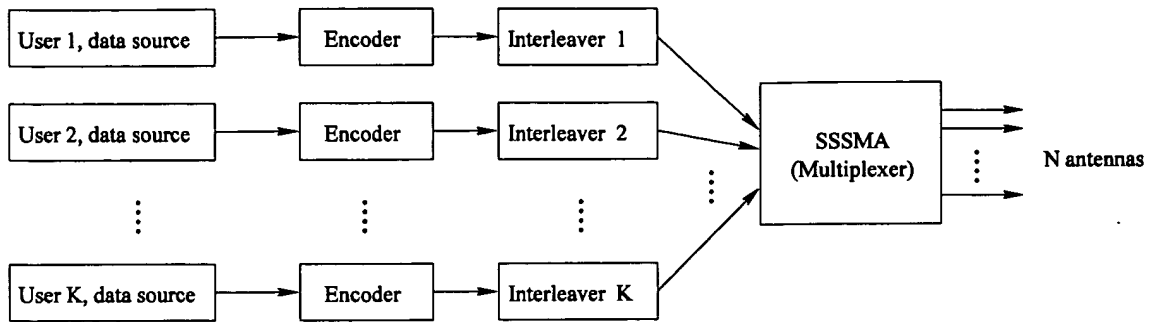 User 1, data source
Encoder
Interleaver 1
User 2, data source
Encoder
Interleaver 2
SSSMA
(Multiplexer)
N antennas
User K, data source
Encoder
Interleaver K